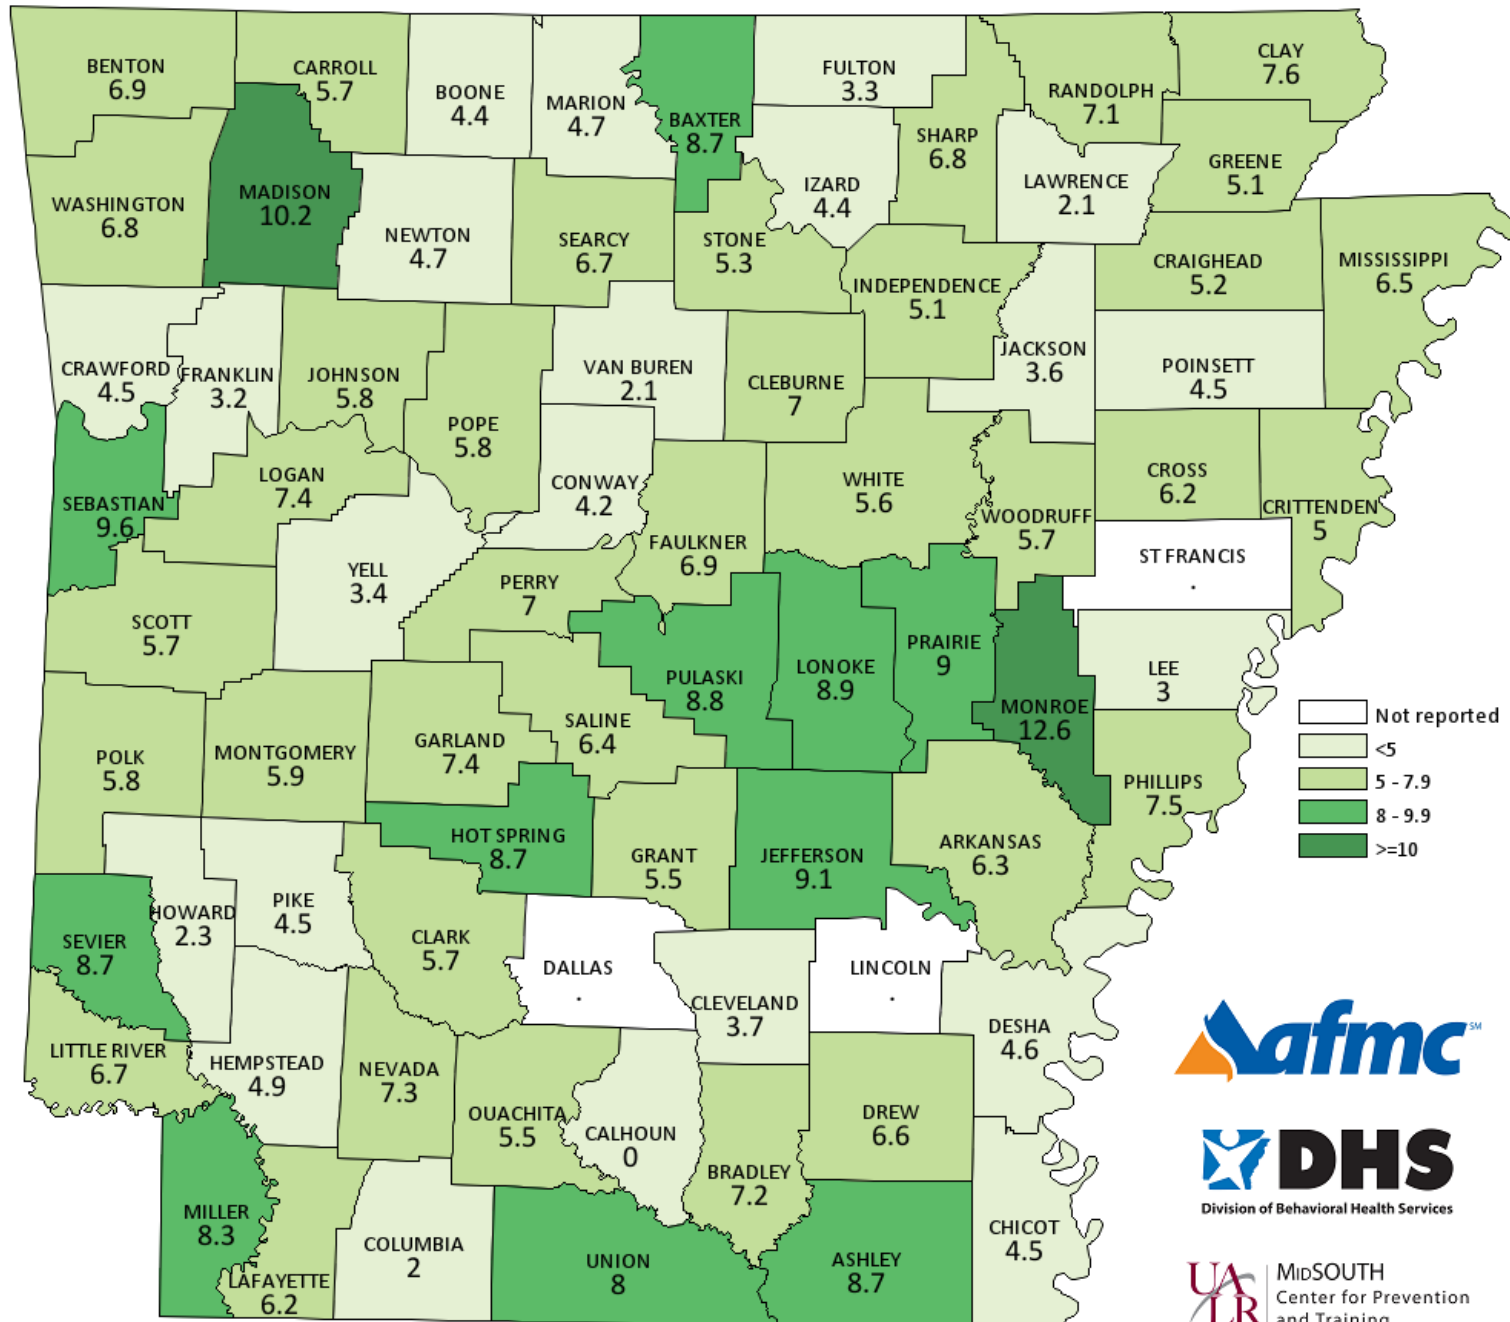 BENTON
6.9
CARROLL
5.7
BOONE
4.4
MARION
4.7
BAXTER
8.7
FULTON
3.3
SHARP
6.8
RANDOLPH
7.1
CLAY
7.6
GREENE
5.1
LAWRENCE
2.1
IZARD
4.4
WASHINGTON
6.8
MADISON
10.2
NEWTON
4.7
SEARCY
6.7
STONE
5.3
INDEPENDENCE
5.1
CRAIGHEAD
5.2
MISSISSIPPI
6.5
CRAWFORD
4.5
FRANKLIN
3.2
JOHNSON
5.8
POPE
5.8
VAN BUREN
2.1
CLEBURNE
7
JACKSON
3.6
POINSETT
4.5
SEBASTIAN
9.6
LOGAN
7.4
CONWAY
4.2
WHITE
5.6
WOODRUFF
5.7
CROSS
6.2
CRITTENDEN
5
YELL
3.4
FAULKNER
6.9
ST FRANCIS
.
SCOTT
5.7
PERRY
7
PULASKI
8.8
LONOKE
8.9
PRAIRIE
9
MONROE
12.6
LEE
3
POLK
5.8
MONTGOMERY
5.9
GARLAND
7.4
SALINE
6.4
PHILLIPS
7.5
HOT SPRING
8.7
GRANT
5.5
JEFFERSON
9.1
ARKANSAS
6.3
SEVIER
8.7
HOWARD
2.3
PIKE
4.5
CLARK
5.7
DALLAS
.
CLEVELAND
3.7
LINCOLN
.
DESHA
4.6
LITTLE RIVER
6.7
HEMPSTEAD
4.9
NEVADA
7.3
OUACHITA
5.5
CALHOUN
0
BRADLEY
7.2
DREW
6.6
MILLER
8.3
LAFAYETTE
6.2
COLUMBIA
2
UNION
8
ASHLEY
8.7
CHICOT
4.5
Not reported
<5
5 - 7.9
8 - 9.9
>=10
afmc SM
DHS
Division of Behavioral Health Services
UALR
MIDSOUTH
Center for Prevention
and Training